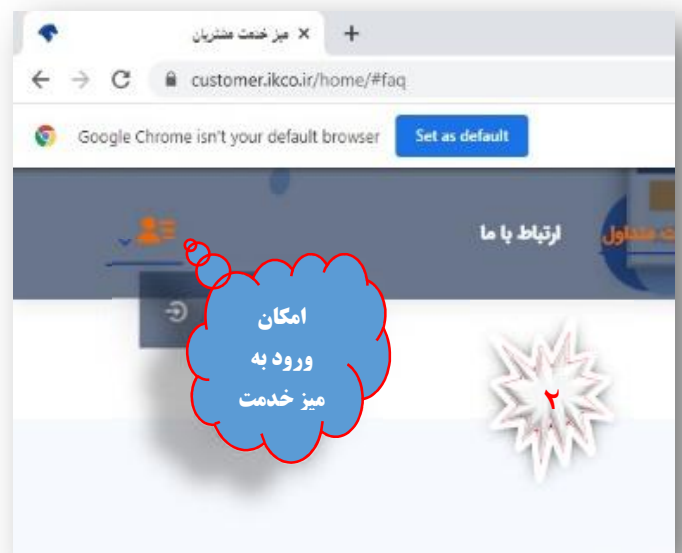 میز خدمت مشتریان
customer.ikco.ir/home/#faq
Google Chrome isn't your default browser
Set as default
متداول
ارتباط با ما
امکان
ورود به
میز خدمت
۲